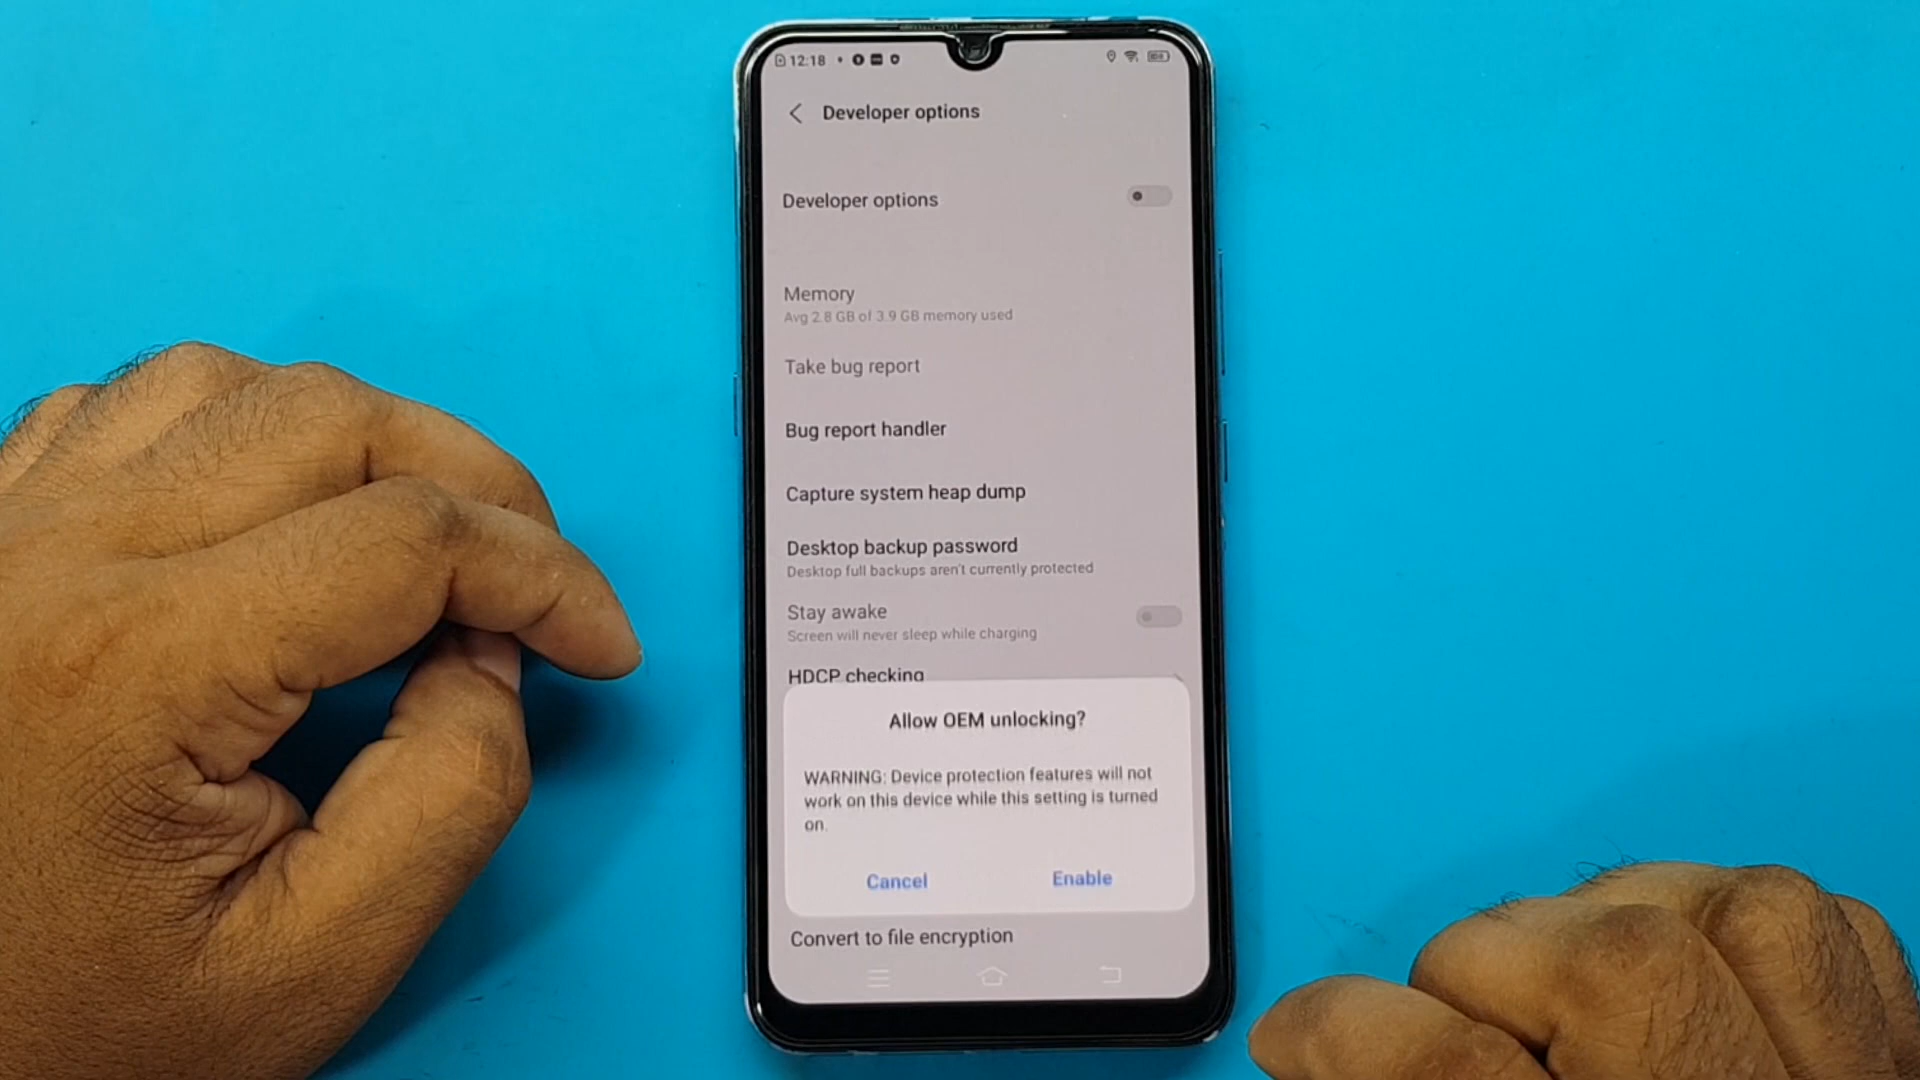 12:18
Developer options
Developer options
Memory
Avg 2.8 GB of 3.9 GB memory used
Take bug report
Bug report handler
Capture system heap dump
Desktop backup password
Desktop full backups aren't currently protected
Stay awake
Screen will never sleep while charging
HDCP checking
Allow OEM unlocking?
WARNING: Device protection features will not
work on this device while this setting is turned
on.
Cancel Enable
Convert to file encryption